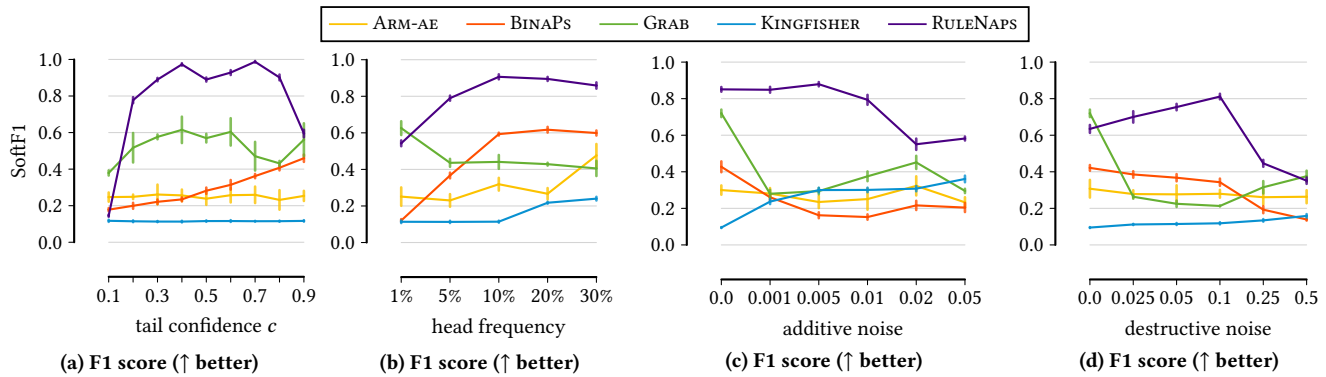 ARM-AE BINAPS GRAB KINGFISHER RULENAPS
SoftF1
1.0
0.8
0.6
0.4
0.2
0.0
0.1 0.3 0.5 0.7 0.9
tail confidence c
(a) F1 score (↑ better)
1.0
0.8
0.6
0.4
0.2
0.0
1% 5% 10% 20% 30%
head frequency
(b) F1 score (↑ better)
1.0
0.8
0.6
0.4
0.2
0.0
0.0 0.001 0.005 0.01 0.02 0.05
additive noise
(c) F1 score (↑ better)
1.0
0.8
0.6
0.4
0.2
0.0
0.0 0.025 0.05 0.1 0.25 0.5
destructive noise
(d) F1 score (↑ better)